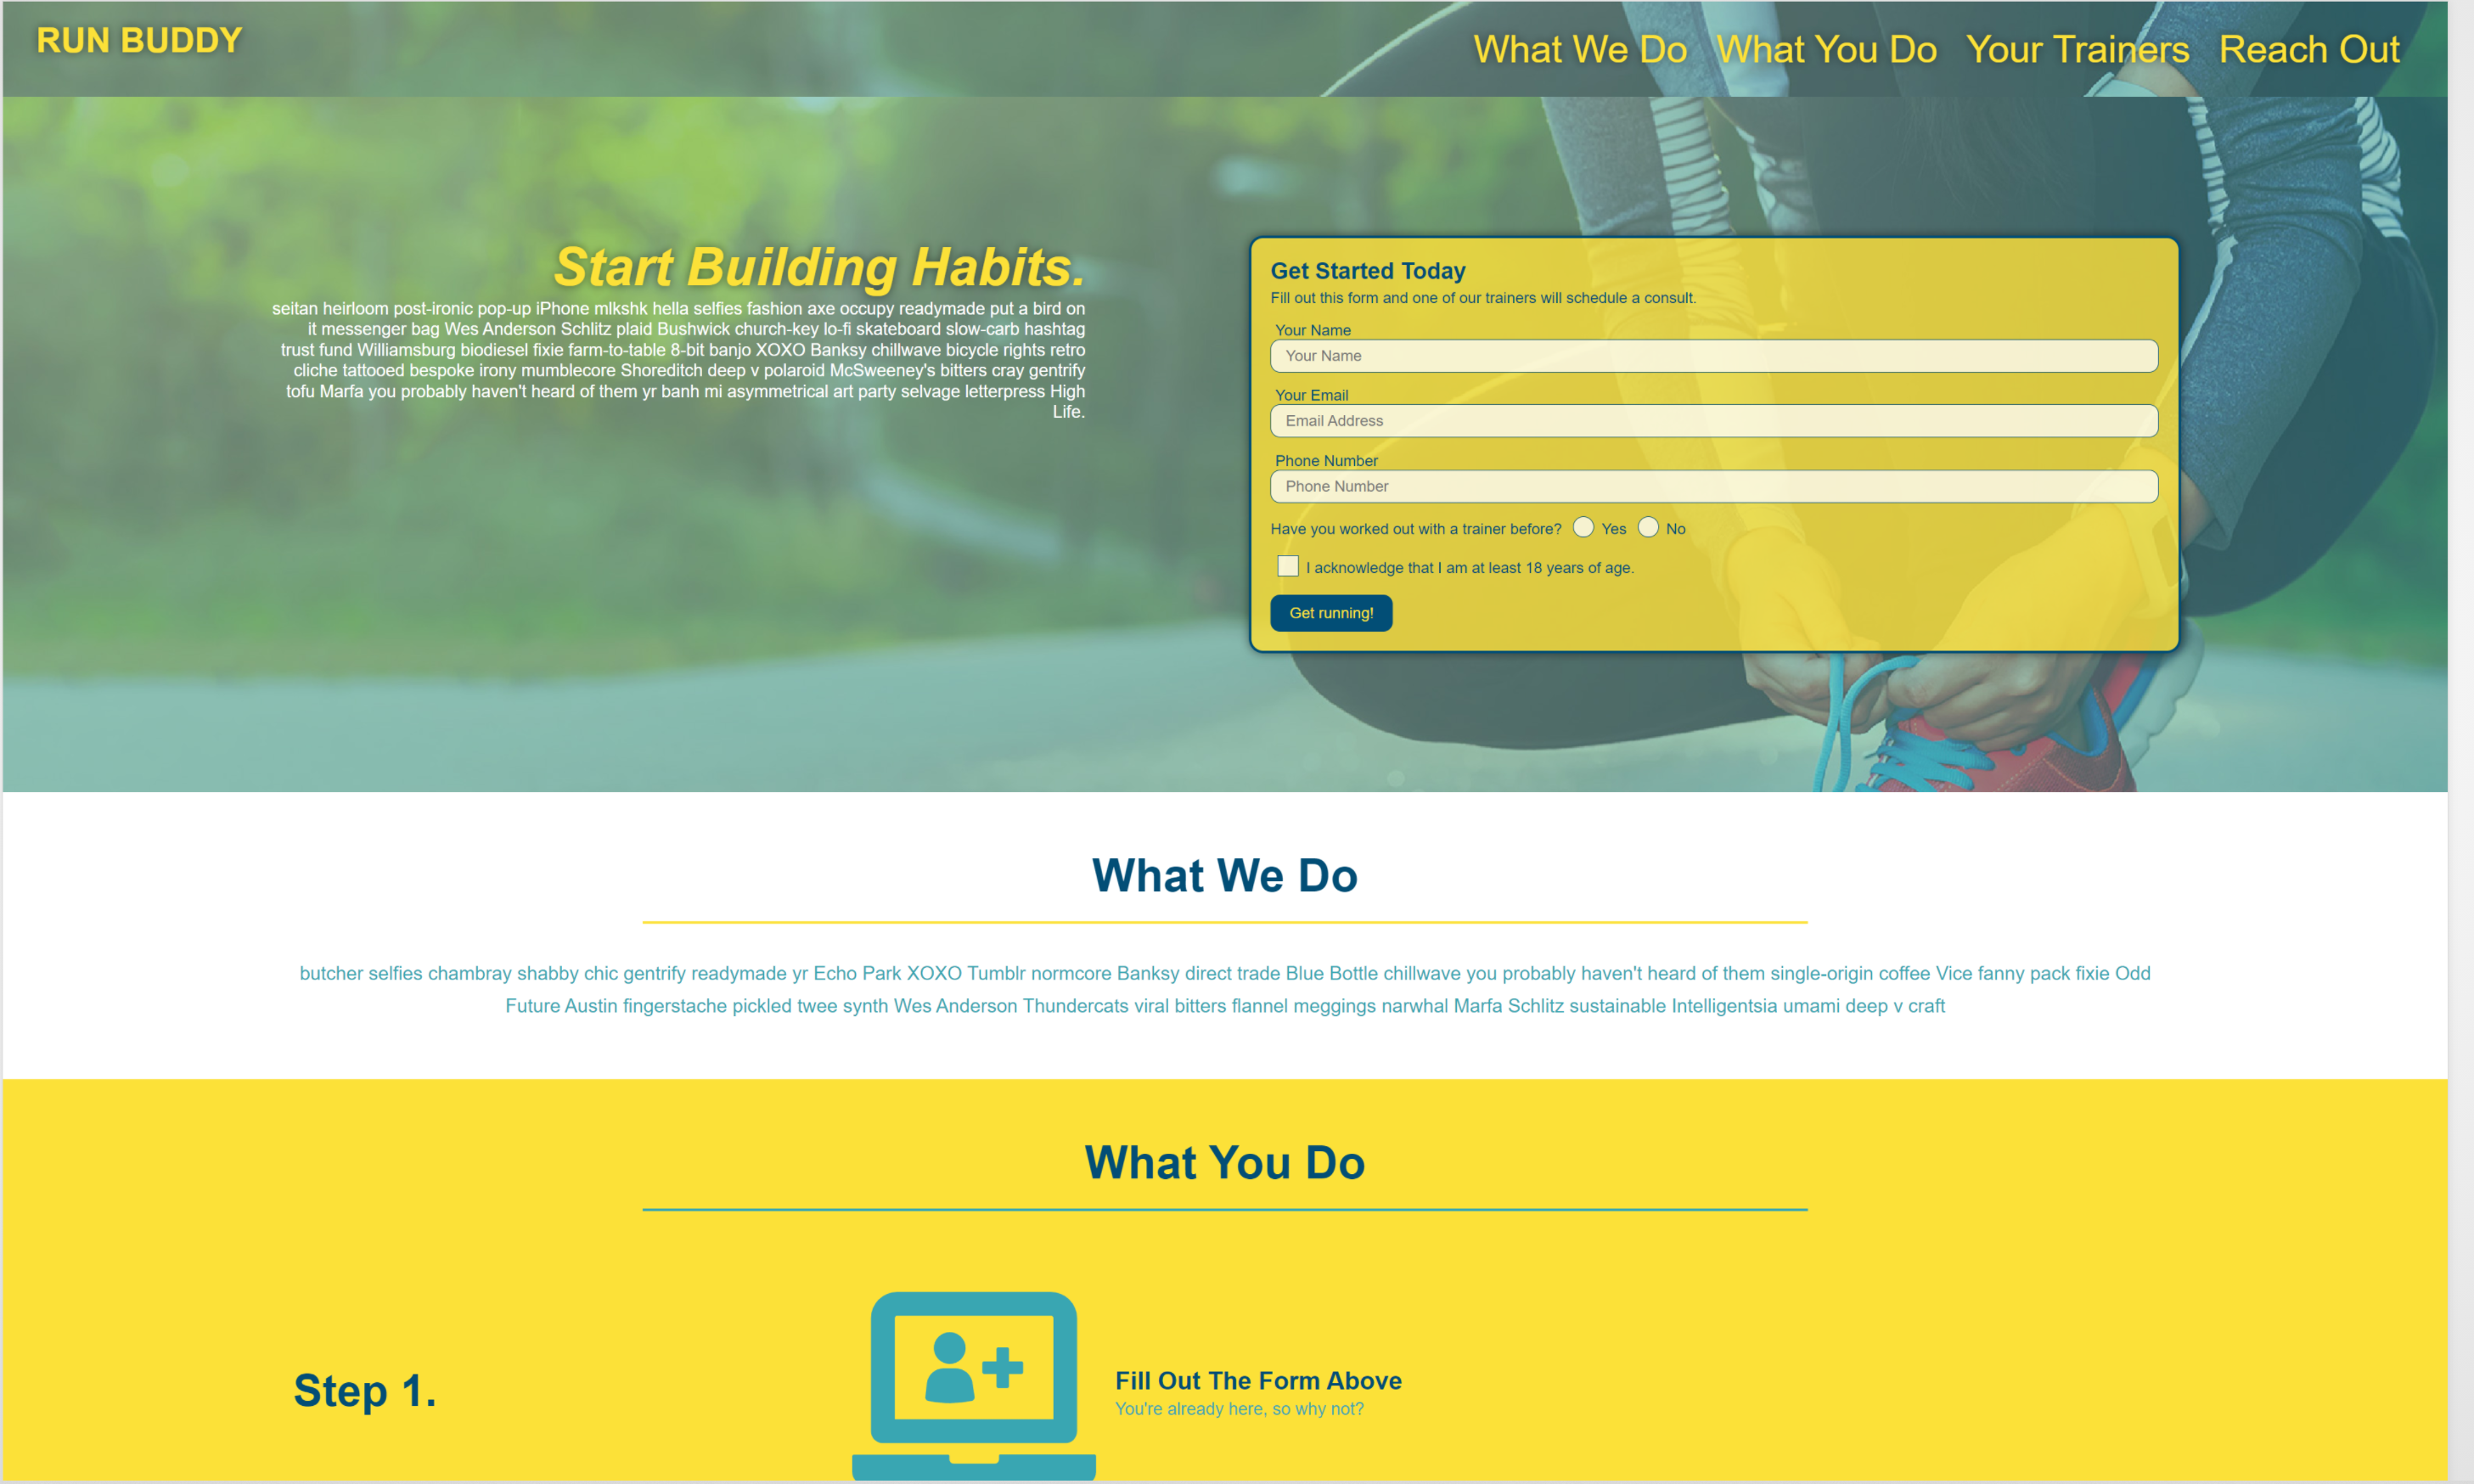 RUN BUDDY
What We Do What You Do Your Trainers Reach Out
Start Building Habits.
seitan heirloom post-ironic pop-up iPhone mlkshk hella selfies fashion axe occupy readymade put a bird on
it messenger bag Wes Anderson Schlitz plaid Bushwick church-key lo-fi skateboard slow-carb hashtag
trust fund Williamsburg biodiesel fixie farm-to-table 8-bit banjo XOXO Banksy chillwave bicycle rights retro
cliche tattooed bespoke irony mumblecore Shoreditch deep v polaroid McSweeney's bitters cray gentrify
tofu Marfa you probably haven't heard of them yr banh mi asymmetrical art party selvage letterpress High
Life.
Get Started Today
Fill out this form and one of our trainers will schedule a consult.
Your Name
Your Name
Your Email
Email Address
Phone Number
Phone Number
Have you worked out with a trainer before? Yes No
I acknowledge that I am at least 18 years of age.
Get running!
What We Do
butcher selfies chambray shabby chic gentrify readymade yr Echo Park XOXO Tumblr normcore Banksy direct trade Blue Bottle chillwave you probably haven't heard of them single-origin coffee Vice fanny pack fixie Odd
Future Austin fingerstache pickled twee synth Wes Anderson Thundercats viral bitters flannel meggings narwhal Marfa Schlitz sustainable Intelligentsia umami deep v craft
What You Do
Step 1.
Fill Out The Form Above
You're already here, so why not?